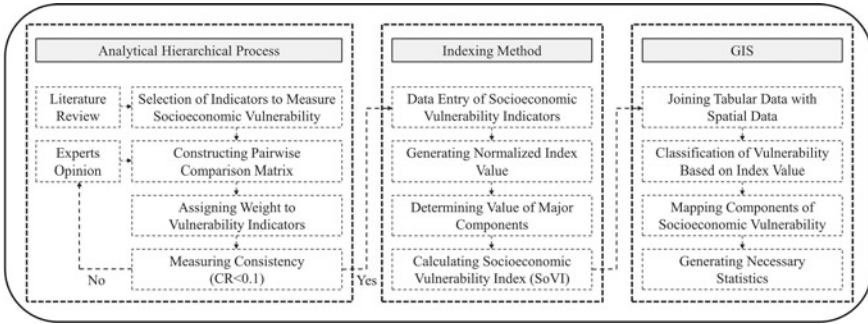 Analytical Hierarchical Process
Literature
Review
Selection of Indicators to Measure
Socioeconomic Vulnerability
Experts
Opinion
Constructing Pairwise
Comparison Matrix
Assigning Weight to
Vulnerability Indicators
Measuring Consistency
(CR<0.1)
No
Yes
Indexing Method
Data Entry of Socioeconomic
Vulnerability Indicators
Generating Normalized Index
Value
Determining Value of Major
Components
Calculating Socioeconomic
Vulnerability Index (SoVI)
GIS
Joining Tabular Data with
Spatial Data
Classification of Vulnerability
Based on Index Value
Mapping Components of
Socioeconomic Vulnerability
Generating Necessary
Statistics